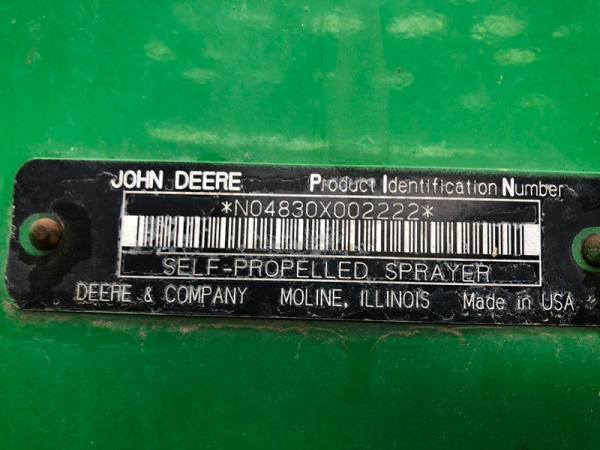 JOHN DEERE Product Identification Number
*N04830X002222*
SELF-PROPELLED SPRAYER
DEERE & COMPANY MOLINE, ILLINOIS Made in USA